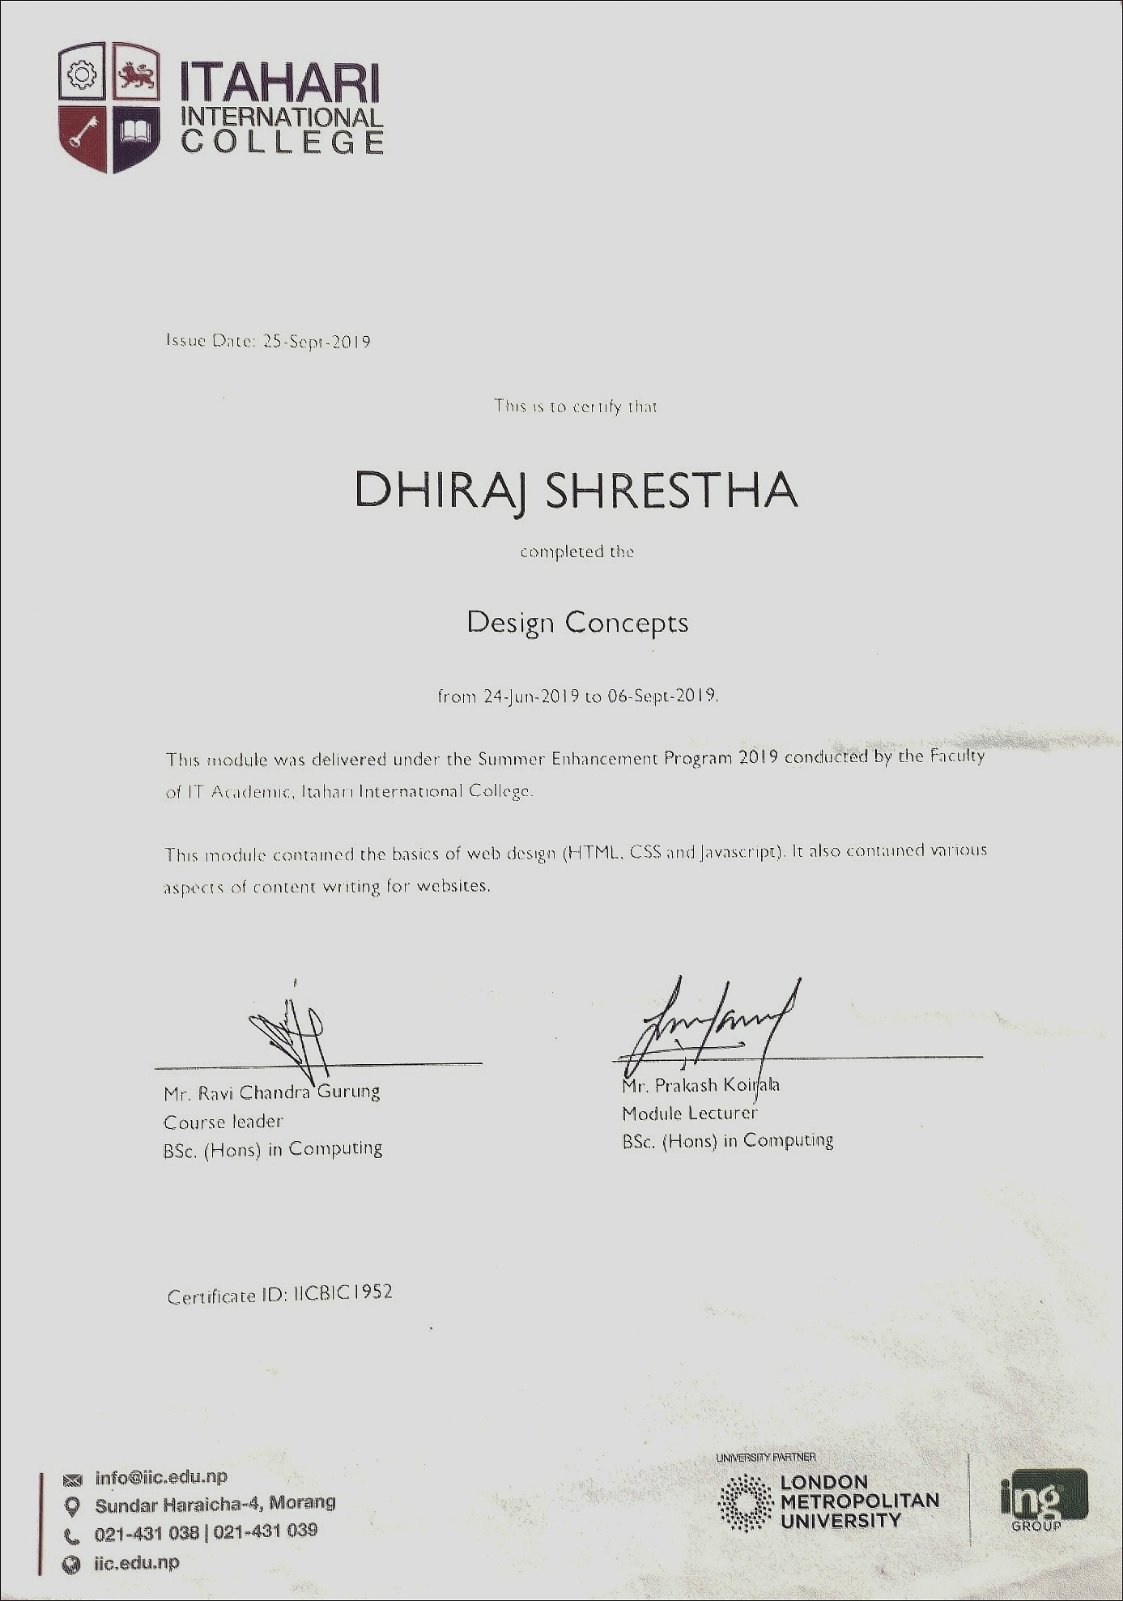 ITAHARI
INTERNATIONAL
COLLEGE
Issue Date: 25-Sept-2019
This is to certify that
DHIRAJ SHRESTHA
completed the
Design Concepts
from 24-Jun-2019 to 06-Sept-2019.
This module was delivered under the Summer Enhancement Program 2019 conducted by the Faculty
of IT Academic, Itahari International College.
This module contained the basics of web design (HTML, CSS and Javascript). It also contained various
aspects of content writing for websites.
Mr. Ravi Chandra Gurung
Course leader
BSc. (Hons) in Computing
Mr. Prakash Koirala
Module Lecturer
BSc. (Hons) in Computing
Certificate ID: IICBIC1952
info@iic.edu.np
Sundar Haraicha-4, Morang
021-431 038 | 021-431 039
iic.edu.np
UNIVERSITY PARTNER
LONDON
METROPOLITAN
UNIVERSITY
ing
GROUP